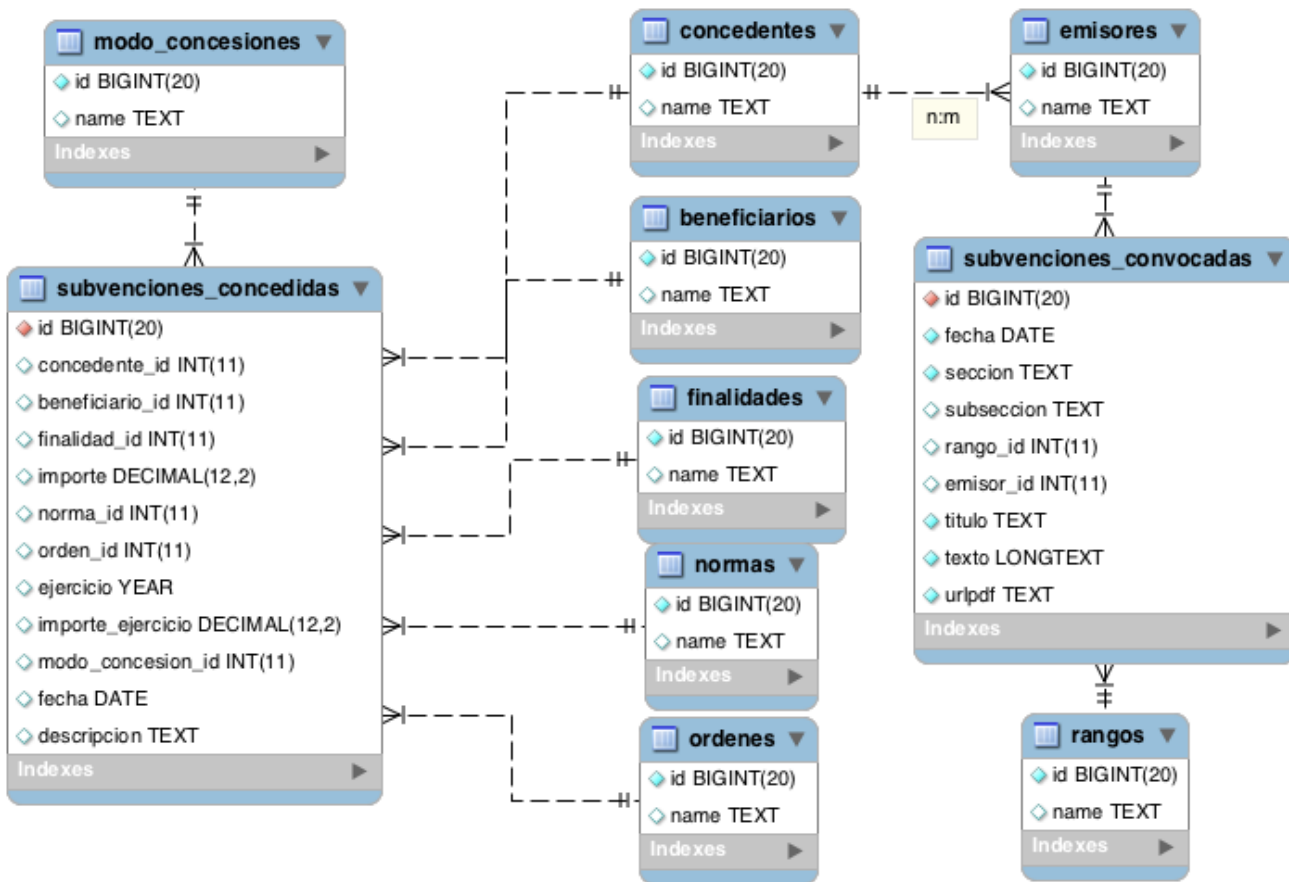 modo_concesiones
id BIGINT(20)
name TEXT
Indexes
subvenciones_concedidas
id BIGINT(20)
concedente_id INT(11)
beneficiario_id INT(11)
finalidad_id INT(11)
importe DECIMAL(12,2)
norma_id INT(11)
orden_id INT(11)
ejercicio YEAR
importe_ejercicio DECIMAL(12,2)
modo_concesion_id INT(11)
fecha DATE
descripcion TEXT
Indexes
concedentes
id BIGINT(20)
name TEXT
Indexes
n:m
beneficiarios
id BIGINT(20)
name TEXT
Indexes
finalidades
id BIGINT(20)
name TEXT
Indexes
normas
id BIGINT(20)
name TEXT
Indexes
ordenes
id BIGINT(20)
name TEXT
Indexes
emisores
id BIGINT(20)
name TEXT
Indexes
subvenciones_convocadas
id BIGINT(20)
fecha DATE
seccion TEXT
subseccion TEXT
rango_id INT(11)
emisor_id INT(11)
titulo TEXT
texto LONGTEXT
urlpdf TEXT
Indexes
rangos
id BIGINT(20)
name TEXT
Indexes